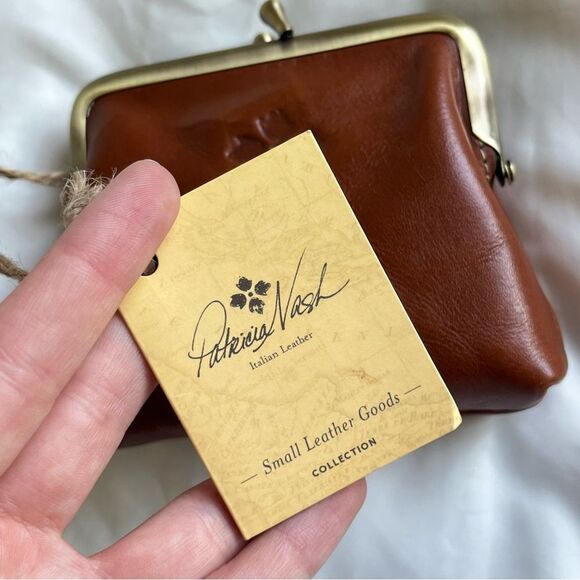 Patricia Nash
Italian Leather
— Small Leather Goods —
COLLECTION